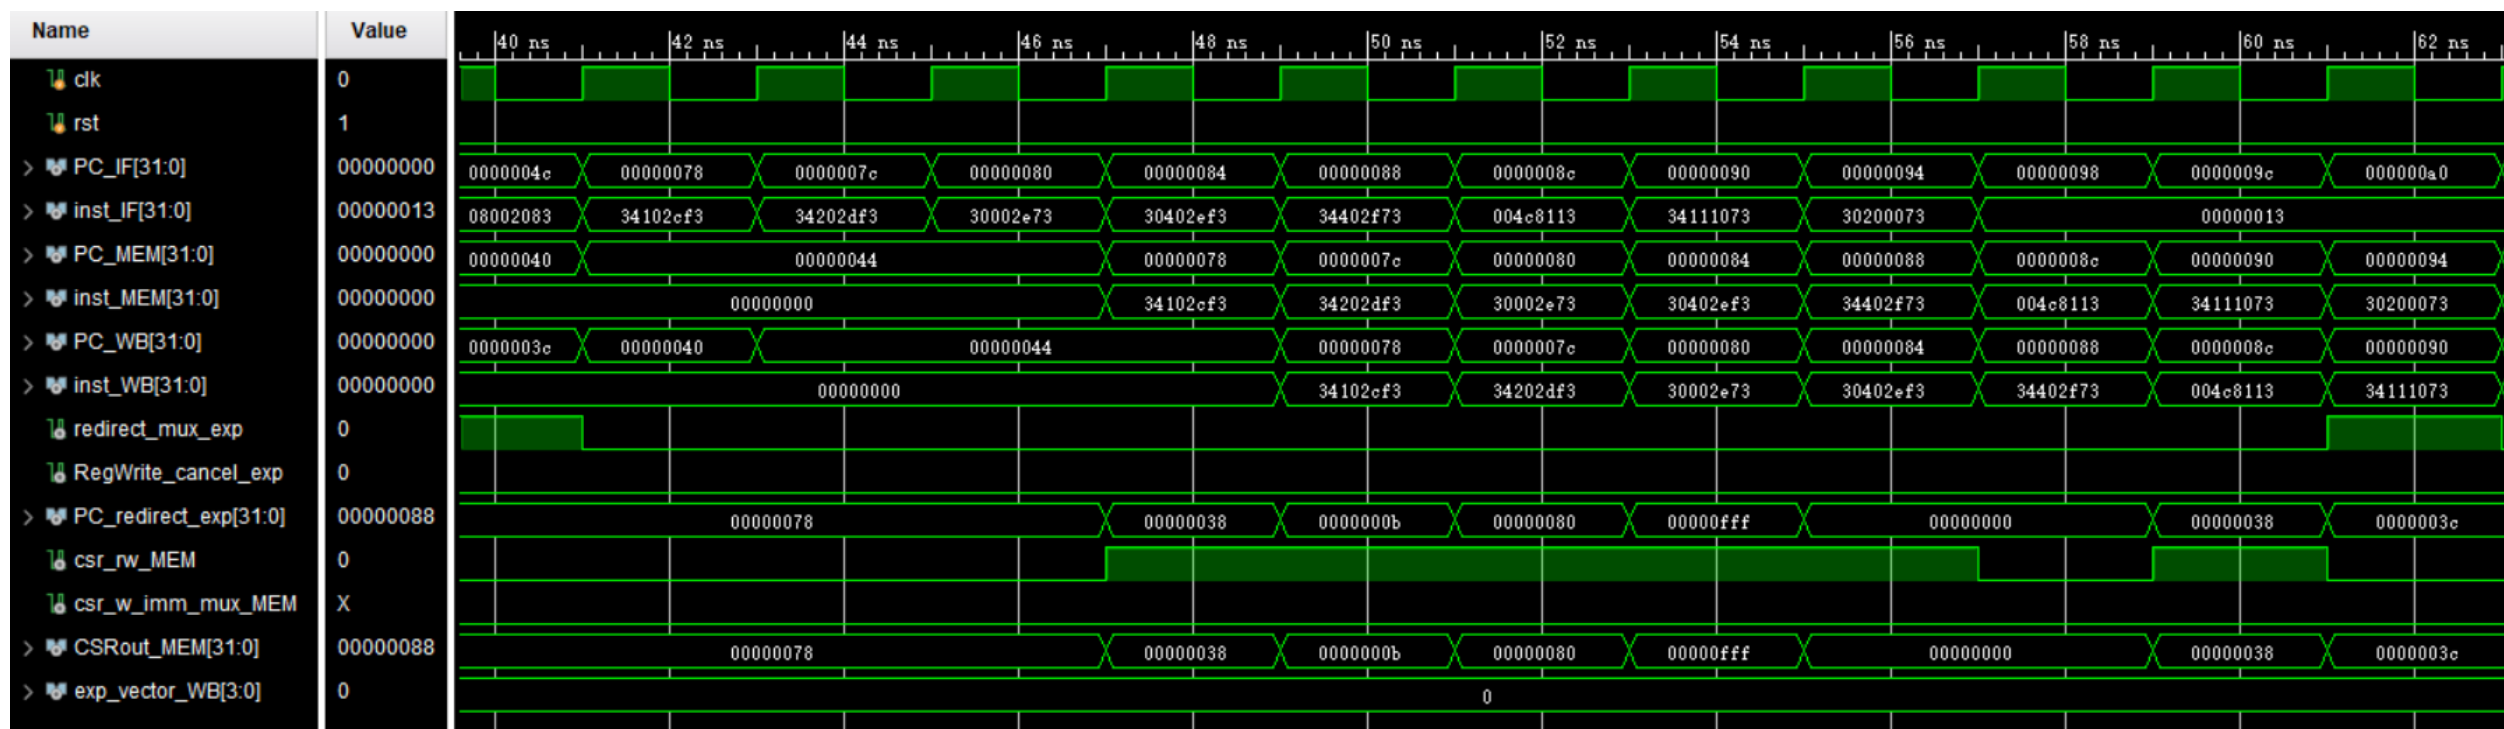 Name Value 40 ns 42 ns 44 ns 46 ns 48 ns 50 ns 52 ns 54 ns 56 ns 58 ns 60 ns 62 ns
clk 0
rst 1
PC_IF[31:0] 00000000 0000004c 00000078 0000007c 00000080 00000084 00000088 0000008c 00000090 00000094 00000098 0000009c 000000a0
inst_IF[31:0] 00000013 08002083 34102cf3 34202df3 30002e73 30402ef3 34402f73 004c8113 34111073 30200073 00000013
PC_MEM[31:0] 00000000 00000040 00000044 00000078 0000007c 00000080 00000084 00000088 0000008c 00000090 00000094
inst_MEM[31:0] 00000000 00000000 34102cf3 34202df3 30002e73 30402ef3 34402f73 004c8113 34111073 30200073
PC_WB[31:0] 00000000 0000003c 00000040 00000044 00000078 0000007c 00000080 00000084 00000088 0000008c 00000090
inst_WB[31:0] 00000000 00000000 34102cf3 34202df3 30002e73 30402ef3 34402f73 004c8113 34111073
redirect_mux_exp 0
RegWrite_cancel_exp 0
PC_redirect_exp[31:0] 00000088 00000078 00000038 0000000b 00000080 00000fff 00000000 00000038 0000003c
csr_rw_MEM 0
csr_w_imm_mux_MEM X
CSRout_MEM[31:0] 00000088 00000078 00000038 0000000b 00000080 00000fff 00000000 00000038 0000003c
exp_vector_WB[3:0] 0 0